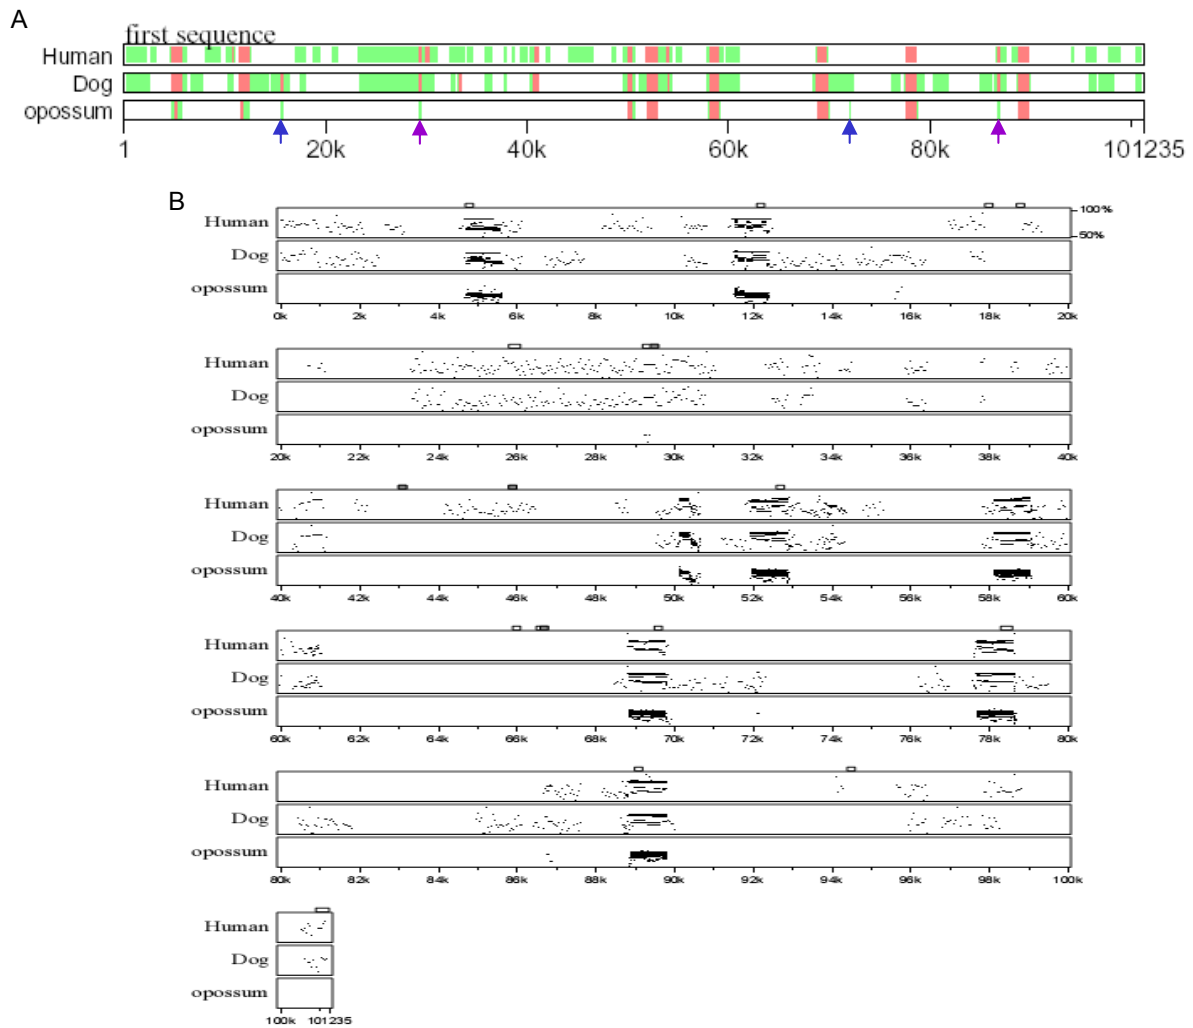 A
first sequence
Human
Dog
opossum
1 20k 40k 60k 80k 101235
B
Human 100%
50%
Dog
opossum
0k 2k 4k 6k 8k 10k 12k 14k 16k 18k 20k
Human
Dog
opossum
20k 22k 24k 26k 28k 30k 32k 34k 36k 38k 40k
Human
Dog
opossum
40k 42k 44k 46k 48k 50k 52k 54k 56k 58k 60k
Human
Dog
opossum
60k 62k 64k 66k 68k 70k 72k 74k 76k 78k 80k
Human
Dog
opossum
80k 82k 84k 86k 88k 90k 92k 94k 96k 98k 100k
Human
Dog
opossum
100k 101235